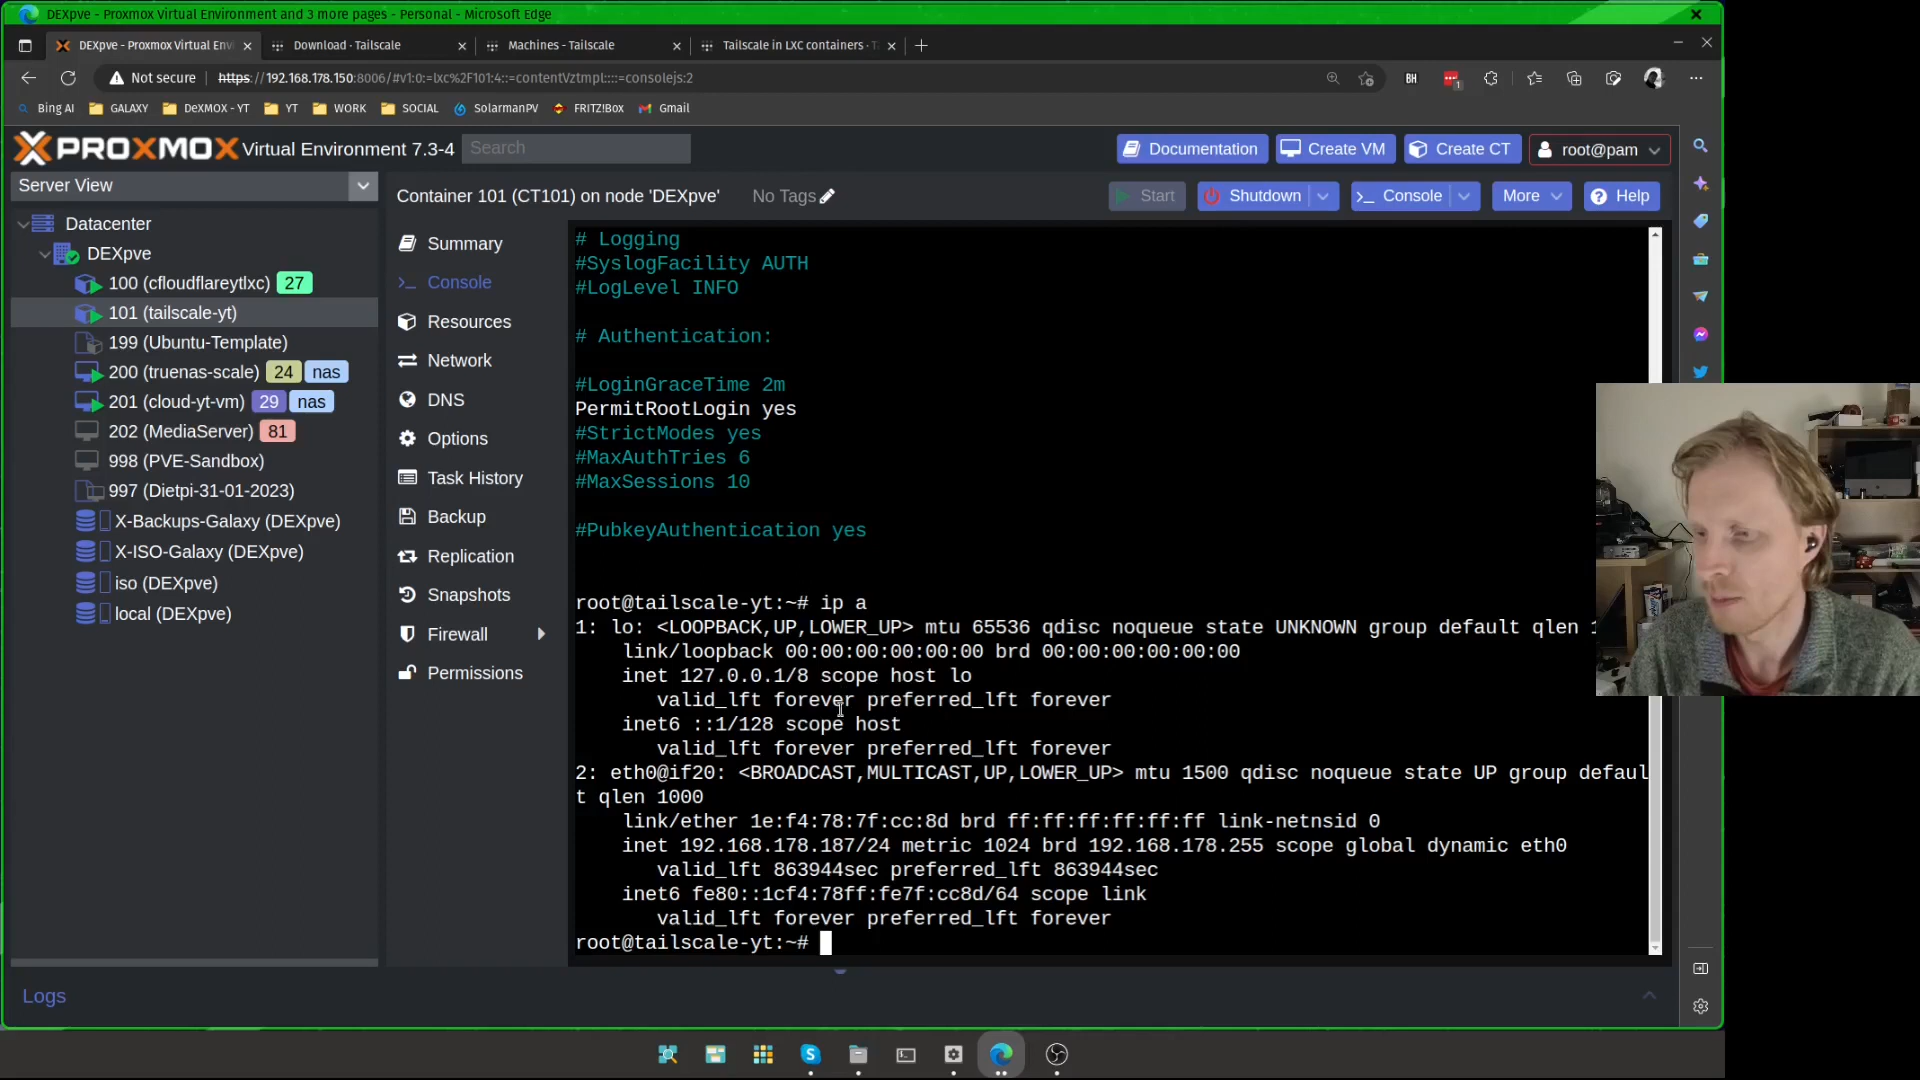 DEXpve - Proxmox Virtual Environment and 3 more pages - Personal - Microsoft Edge
DEXpve - Proxmox Virtual Envi
Download · Tailscale
Machines - Tailscale
Tailscale in LXC containers · T
Not secure
https://192.168.178.150:8006/#v1:0:=lxc%2F101:4::=contentVztmpl::::=consolejs:2
BH
1
Bing AI
GALAXY
DeXMOX - YT
YT
WORK
SOCIAL
SolarmanPV
FRITZ!Box
Gmail
PROXMOX Virtual Environment 7.3-4
Search
Documentation
Create VM
Create CT
root@pam
Server View
Container 101 (CT101) on node 'DEXpve'
No Tags
Start
Shutdown
Console
More
Help
Datacenter
DEXpve
100 (cfloudflareytlxc) 27
101 (tailscale-yt)
199 (Ubuntu-Template)
200 (truenas-scale) 24 nas
201 (cloud-yt-vm) 29 nas
202 (MediaServer) 81
998 (PVE-Sandbox)
997 (Dietpi-31-01-2023)
X-Backups-Galaxy (DEXpve)
X-ISO-Galaxy (DEXpve)
iso (DEXpve)
local (DEXpve)
Summary
Console
Resources
Network
DNS
Options
Task History
Backup
Replication
Snapshots
Firewall
Permissions
# Logging
#SyslogFacility AUTH
#LogLevel INFO
# Authentication:
#LoginGraceTime 2m
PermitRootLogin yes
#StrictModes yes
#MaxAuthTries 6
#MaxSessions 10
#PubkeyAuthentication yes
root@tailscale-yt:~# ip a
1: lo: <LOOPBACK,UP,LOWER_UP> mtu 65536 qdisc noqueue state UNKNOWN group default qlen 1
link/loopback 00:00:00:00:00:00 brd 00:00:00:00:00:00
inet 127.0.0.1/8 scope host lo
valid_lft forever preferred_lft forever
inet6 ::1/128 scope host
valid_lft forever preferred_lft forever
2: eth0@if20: <BROADCAST,MULTICAST,UP,LOWER_UP> mtu 1500 qdisc noqueue state UP group defaul
t qlen 1000
link/ether 1e:f4:78:7f:cc:8d brd ff:ff:ff:ff:ff:ff link-netnsid 0
inet 192.168.178.187/24 metric 1024 brd 192.168.178.255 scope global dynamic eth0
valid_lft 863944sec preferred_lft 863944sec
inet6 fe80::1cf4:78ff:fe7f:cc8d/64 scope link
valid_lft forever preferred_lft forever
root@tailscale-yt:~#
Logs